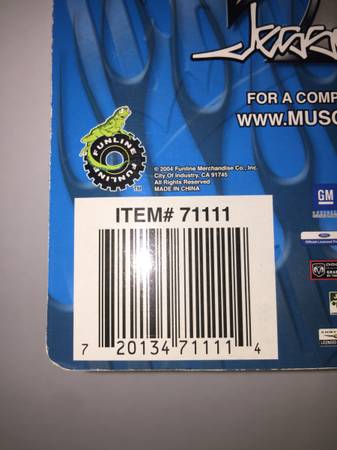 FOR A COMP
WWW.MUSC
FUNLINE
FUNLINE
TM
© 2004 Funline Merchandise Co., Inc.
City Of Industry, CA 91745
All Rights Reserved
MADE IN CHINA
GM
ITEM# 71111
7 20134 71111 4